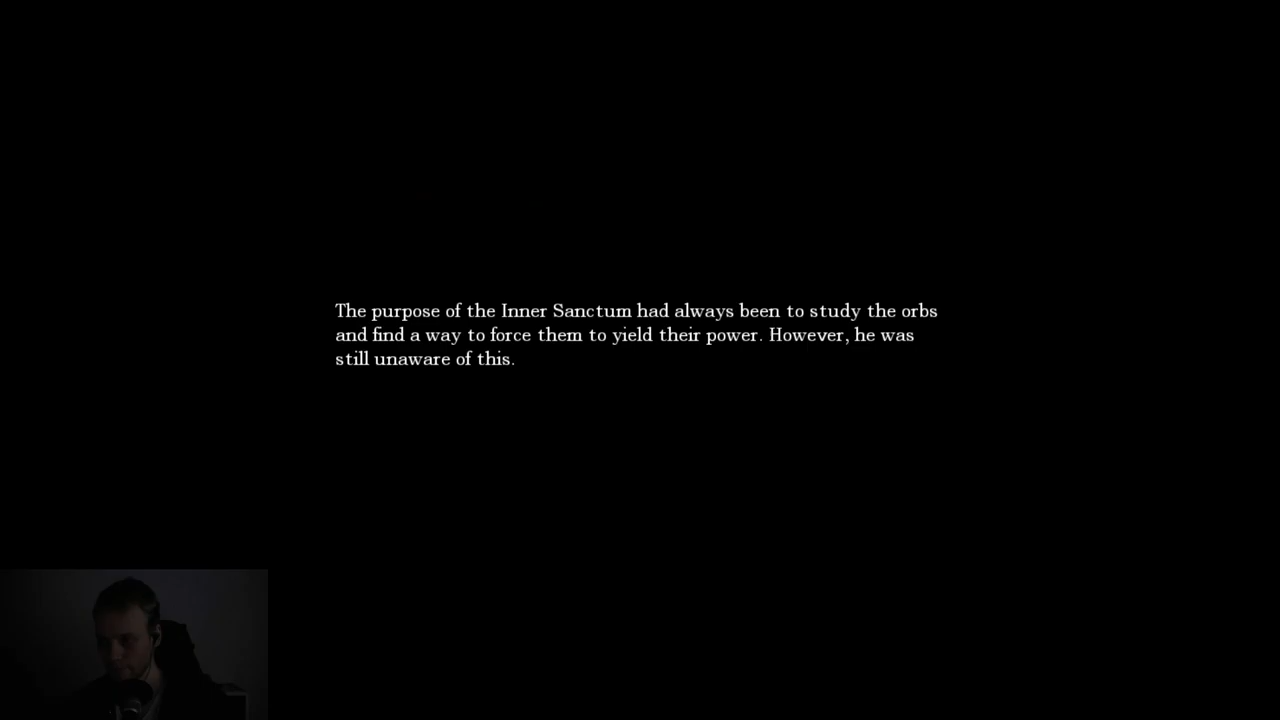 The purpose of the Inner Sanctum had always been to study the orbs
and find a way to force them to yield their power. However, he was
still unaware of this.